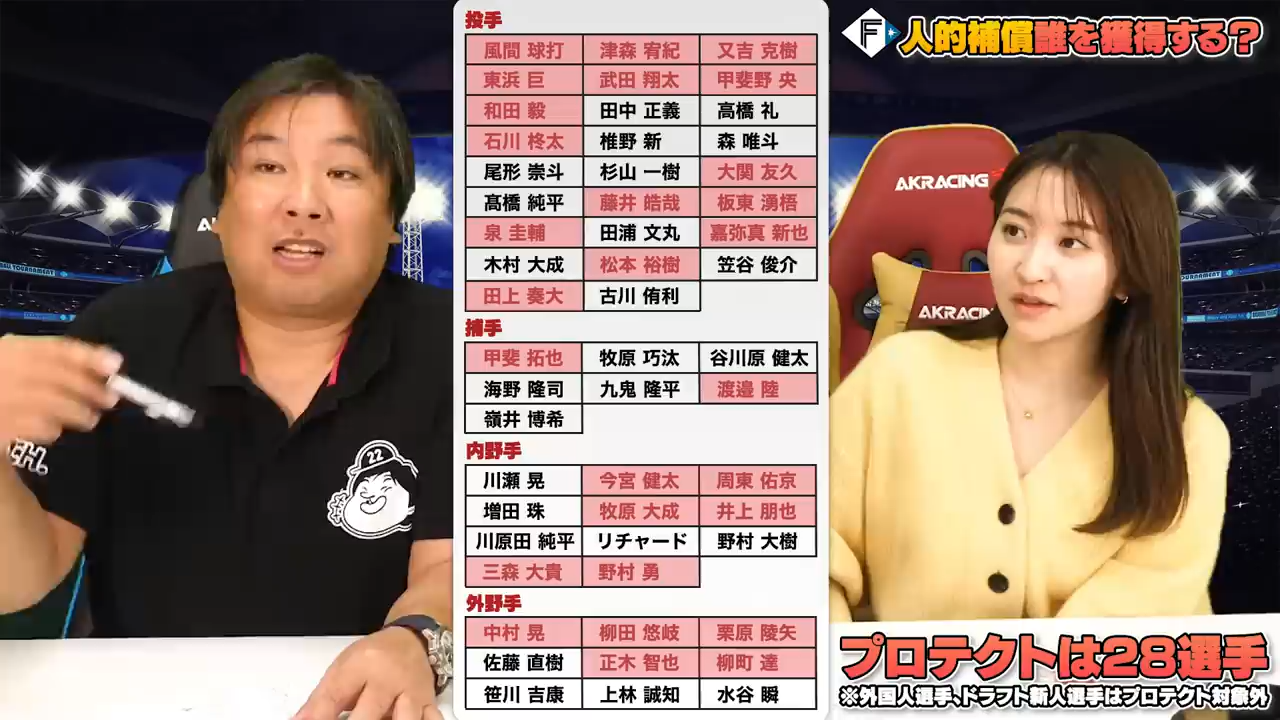 人的補償誰を獲得する?
投手
風間 球打 津森 宥紀 又吉 克樹
東浜 巨 武田 翔太 甲斐野 央
和田 毅 田中 正義 高橋 礼
石川 柊太 椎野 新 森 唯斗
尾形 崇斗 杉山 一樹 大関 友久
髙橋 純平 藤井 皓哉 板東 湧梧
泉 圭輔 田浦 文丸 嘉弥真 新也
木村 大成 松本 裕樹 笠谷 俊介
田上 奏大 古川 侑利
捕手
甲斐 拓也 牧原 巧汰 谷川原 健太
海野 隆司 九鬼 隆平 渡邉 陸
嶺井 博希
内野手
川瀬 晃 今宮 健太 周東 佑京
増田 珠 牧原 大成 井上 朋也
川原田 純平 リチャード 野村 大樹
三森 大貴 野村 勇
外野手
中村 晃 柳田 悠岐 栗原 陵矢
佐藤 直樹 正木 智也 柳町 達
笹川 吉康 上林 誠知 水谷 瞬
AKRACING
AKRACIN
22
プロテクトは28選手
※外国人選手、ドラフト新人選手はプロテクト対象外